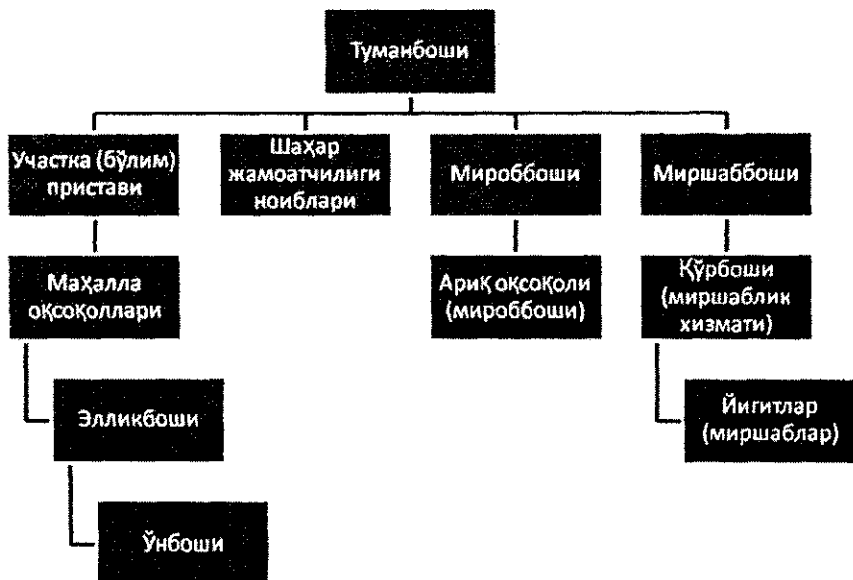 Туманбоши
Участка (бўлим)
пристави
Шаҳар
жамоатчилиги
ноиблари
Мироббоши
Миршаббоши
Маҳалла
оқсоқоллари
Ариқ оқсоқоли
(мироббоши)
Қўрбоши
(миршаблик
хизмати)
Элликбоши
Йигитлар
(миршаблар)
Ўнбоши